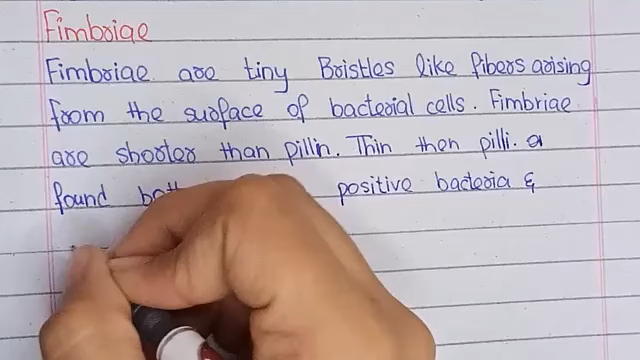 Fimbriae
Fimbriae are tiny Bristles like fibers arising
from the surface of bacterial cells. Fimbriae
are shorter than pillin. Thin then pilli. a
found positive bacteria &